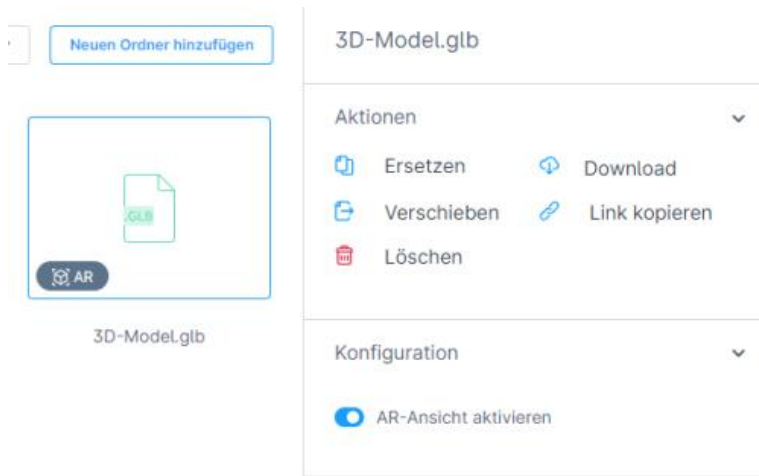 Neuen Ordner hinzufügen
.GLB
AR
3D-Model.glb
3D-Model.glb
Aktionen
Ersetzen
Download
Verschieben
Link kopieren
Löschen
Konfiguration
AR-Ansicht aktivieren